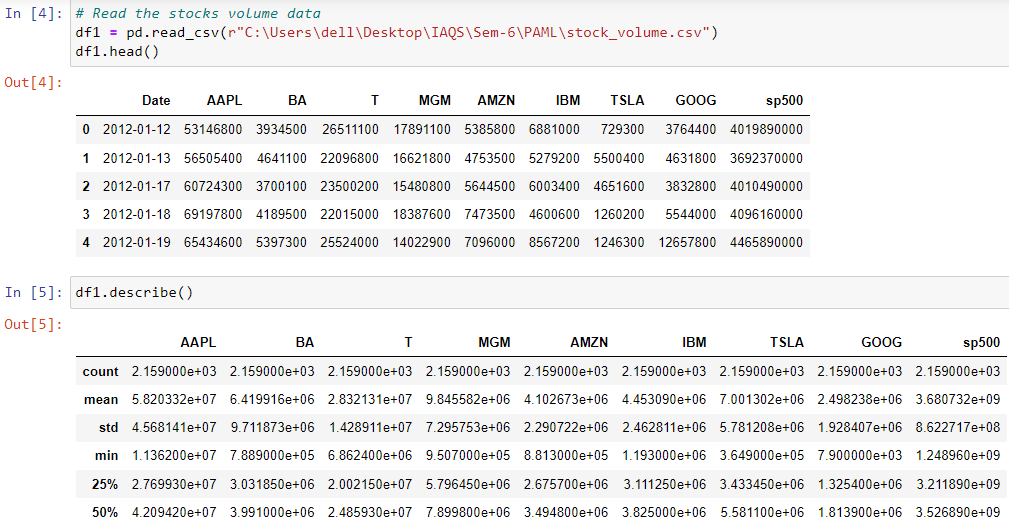 In [4]: # Read the stocks volume data
df1 = pd.read_csv(r"C:\Users\dell\Desktop\IAQS\Sem-6\PAML\stock_volume.csv")
df1.head()
Out[4]:
Date AAPL BA T MGM AMZN IBM TSLA GOOG sp500
0 2012-01-12 53146800 3934500 26511100 17891100 5385800 6881000 729300 3764400 4019890000
1 2012-01-13 56505400 4641100 22096800 16621800 4753500 5279200 5500400 4631800 3692370000
2 2012-01-17 60724300 3700100 23500200 15480800 5644500 6003400 4651600 3832800 4010490000
3 2012-01-18 69197800 4189500 22015000 18387600 7473500 4600600 1260200 5544000 4096160000
4 2012-01-19 65434600 5397300 25524000 14022900 7096000 8567200 1246300 12657800 4465890000
In [5]: df1.describe()
Out[5]:
AAPL BA T MGM AMZN IBM TSLA GOOG sp500
count 2.159000e+03 2.159000e+03 2.159000e+03 2.159000e+03 2.159000e+03 2.159000e+03 2.159000e+03 2.159000e+03 2.159000e+03
mean 5.820332e+07 6.419916e+06 2.832131e+07 9.845582e+06 4.102673e+06 4.453090e+06 7.001302e+06 2.498238e+06 3.680732e+09
std 4.568141e+07 9.711873e+06 1.428911e+07 7.295753e+06 2.290722e+06 2.462811e+06 5.781208e+06 1.928407e+06 8.622717e+08
min 1.136200e+07 7.889000e+05 6.862400e+06 9.507000e+05 8.813000e+05 1.193000e+06 3.649000e+05 7.900000e+03 1.248960e+09
25% 2.769930e+07 3.031850e+06 2.002150e+07 5.796450e+06 2.675700e+06 3.111250e+06 3.433450e+06 1.325400e+06 3.211890e+09
50% 4.209420e+07 3.991000e+06 2.485930e+07 7.899800e+06 3.494800e+06 3.825000e+06 5.581100e+06 1.813900e+06 3.526890e+09